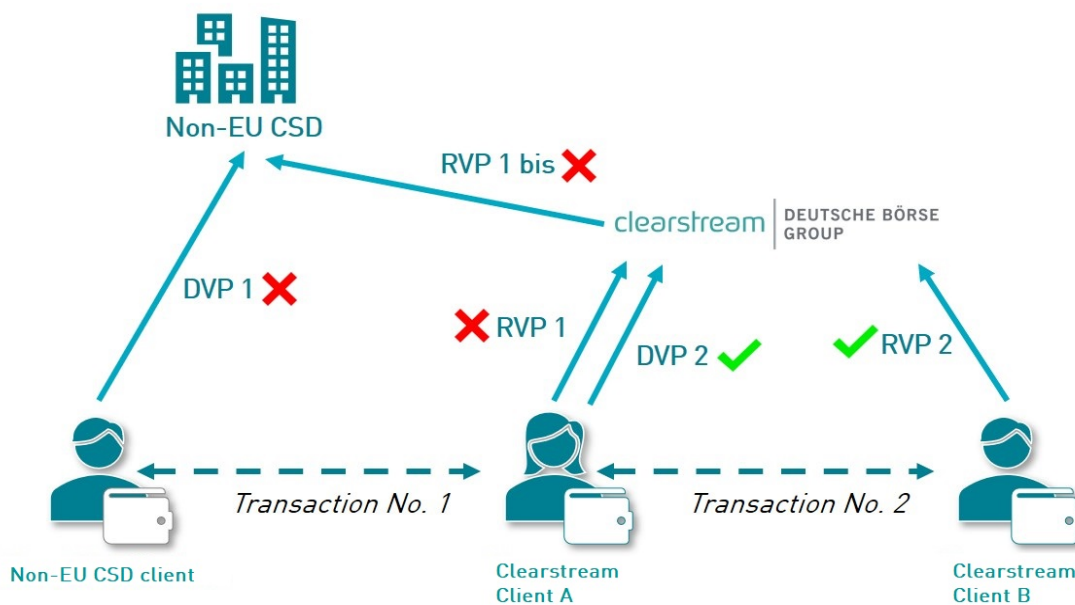 Non-EU CSD
RVP 1 bis
clearstream
DEUTSCHE BÖRSE
GROUP
DVP 1
RVP 1
DVP 2
RVP 2
Transaction No. 1
Transaction No. 2
Non-EU CSD client
Clearstream
Client A
Clearstream
Client B